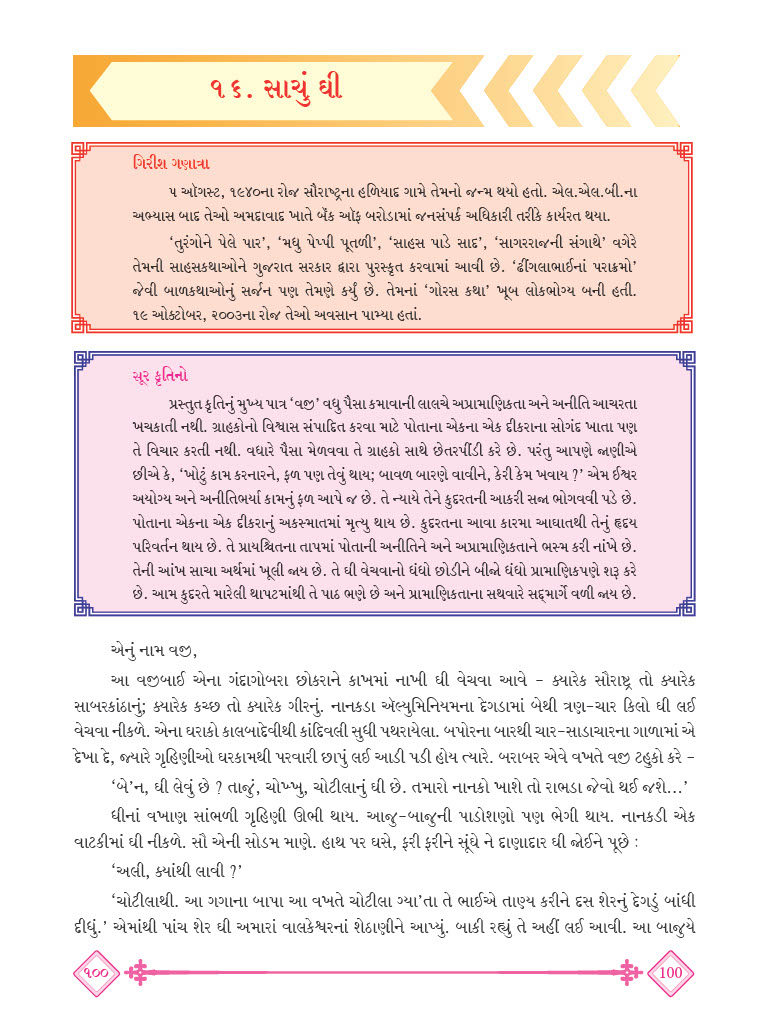 ૧૬. સાચું ઘી
ગિરીશ ગણાત્રા
૫ ઑગસ્ટ, ૧૯૪૦ના રોજ સૌરાષ્ટ્રના હળિયાદ ગામે તેમનો જન્મ થયો હતો. એલ.એલ.બી.ના
અભ્યાસ બાદ તેઓ અમદાવાદ ખાતે બૅંક ઑફ બરોડામાં જનસંપર્ક અધિકારી તરીકે કાર્યરત થયા.
‘તુરંગોને પેલે પાર’, ‘મધુ પેપ્પી પૂતળી’, ‘સાહસ પાડે સાદ’, ‘સાગરરાજની સંગાથે’ વગેરે
તેમની સાહસકથાઓને ગુજરાત સરકાર દ્વારા પુરસ્કૃત કરવામાં આવી છે. ‘ઢીંગલાભાઈનાં પરાક્રમો’
જેવી બાળકથાઓનું સર્જન પણ તેમણે કર્યું છે. તેમનાં ‘ગોરસ કથા’ ખૂબ લોકભોગ્ય બની હતી.
૧૯ ઓક્ટોબર, ૨૦૦૩ના રોજ તેઓ અવસાન પામ્યા હતાં.
સૂર કૃતિનો
પ્રસ્તુત કૃતિનું મુખ્ય પાત્ર ‘વજી’ વધુ પૈસા કમાવાની લાલચે અપ્રામાણિકતા અને અનીતિ આચરતા
ખચકાતી નથી. ગ્રાહકોનો વિશ્વાસ સંપાદિત કરવા માટે પોતાના એકના એક દીકરાના સોગંદ ખાતા પણ
તે વિચાર કરતી નથી. વધારે પૈસા મેળવવા તે ગ્રાહકો સાથે છેતરપીંડી કરે છે. પરંતુ આપણે જાણીએ
છીએ કે, ‘ખોટું કામ કરનારને, ફળ પણ તેવું થાય; બાવળ બારણે વાવીને, કેરી કેમ ખવાય ?’ એમ ઈશ્વર
અયોગ્ય અને અનીતિભર્યા કામનું ફળ આપે જ છે. તે ન્યાયે તેને કુદરતની આકરી સજા ભોગવવી પડે છે.
પોતાના એકના એક દીકરાનું અકસ્માતમાં મૃત્યુ થાય છે. કુદરતના આવા કારમા આઘાતથી તેનું હૃદય
પરિવર્તન થાય છે. તે પ્રાયશ્ચિતના તાપમાં પોતાની અનીતિને અને અપ્રામાણિકતાને ભસ્મ કરી નાંખે છે.
તેની આંખ સાચા અર્થમાં ખૂલી જાય છે. તે ઘી વેચવાનો ધંધો છોડીને બીજો ધંધો પ્રામાણિકપણે શરૂ કરે
છે. આમ કુદરતે મારેલી થાપટમાંથી તે પાઠ ભણે છે અને પ્રામાણિકતાના સથવારે સદ્‌માર્ગે વળી જાય છે.
એનું નામ વજી,
આ વજીબાઈ એના ગંદાગોબરા છોકરાને કાખમાં નાખી ઘી વેચવા આવે - ક્યારેક સૌરાષ્ટ્ર તો ક્યારેક
સાબરકાંઠાનું; ક્યારેક કચ્છ તો ક્યારેક ગીરનું. નાનકડા ઍલ્યુમિનિયમના દેગડામાં બેથી ત્રણ-ચાર કિલો ઘી લઈ
વેચવા નીકળે. એના ઘરાકો કાલબાદેવીથી કાંદિવલી સુધી પથરાયેલા. બપોરના બારથી ચાર-સાડાચારના ગાળામાં એ
દેખા દે, જ્યારે ગૃહિણીઓ ઘરકામથી પરવારી છાપું લઈ આડી પડી હોય ત્યારે. બરાબર એવે વખતે વજી ટહુકો કરે -
‘બે’ન, ઘી લેવું છે ? તાજું, ચોખ્ખુ, ચોટીલાનું ઘી છે. તમારો નાનકો ખાશે તો રાભડા જેવો થઈ જશે...’
ઘીનાં વખાણ સાંભળી ગૃહિણી ઊભી થાય. આજુ-બાજુની પાડોશણો પણ ભેગી થાય. નાનકડી એક
વાટકીમાં ઘી નીકળે. સૌ એની સોડમ માણે. હાથ પર ઘસે, ફરી ફરીને સૂંઘે ને દાણાદાર ઘી જોઈને પૂછે :
‘અલી, ક્યાંથી લાવી ?’
‘ચોટીલાથી. આ ગગાના બાપા આ વખતે ચોટીલા ગ્યા’તા તે ભાઈએ તાણ્ય કરીને દસ શેરનું દેગડું બાંધી
દીધું.’ એમાંથી પાંચ શેર ઘી અમારાં વાલકેશ્વરનાં શેઠાણીને આપ્યું. બાકી રહ્યું તે અહીં લઈ આવી. આ બાજુયે
૧૦૦
100